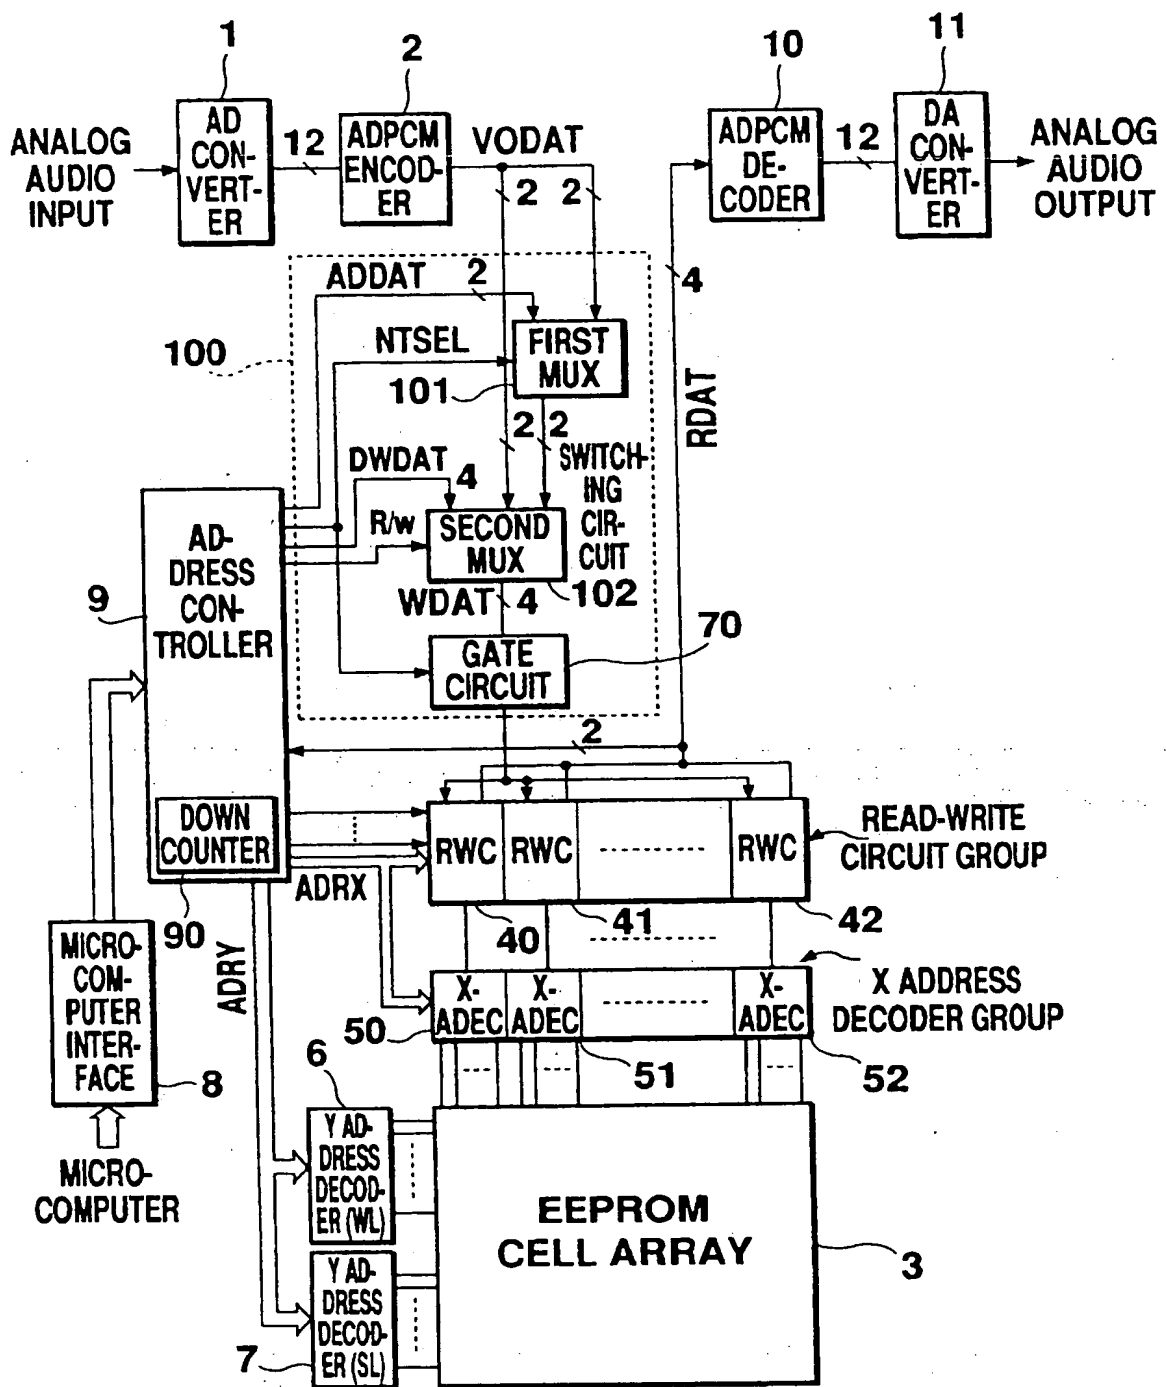 1
2
10
11
ANALOG
AUDIO
INPUT
AD
CON-
VERT-
ER
12
ADPCM
ENCOD-
ER
VODAT
2
2
ADPCM
DE-
CODER
12
DA
CON-
VERT-
ER
ANALOG
AUDIO
OUTPUT
4
ADDAT
2
100
NTSEL
FIRST
MUX
101
RDAT
2
2
DWDAT
4
SWITCH-
ING
CIR-
CUIT
R/w
SECOND
MUX
102
WDAT
4
70
GATE
CIRCUIT
9
AD-
DRESS
CON-
TROLLER
2
DOWN
COUNTER
90
RWC
RWC
RWC
READ-WRITE
CIRCUIT GROUP
ADRX
40
41
42
ADRY
MICRO-
COM-
PUTER
INTER-
FACE
8
MICRO-
COMPUTER
X-
ADEC
X-
ADEC
X-
ADEC
X ADDRESS
DECODER GROUP
50
51
52
6
Y AD-
DRESS
DECOD-
ER (WL)
EEPROM
CELL ARRAY
3
Y AD-
DRESS
DECOD-
ER (SL)
7